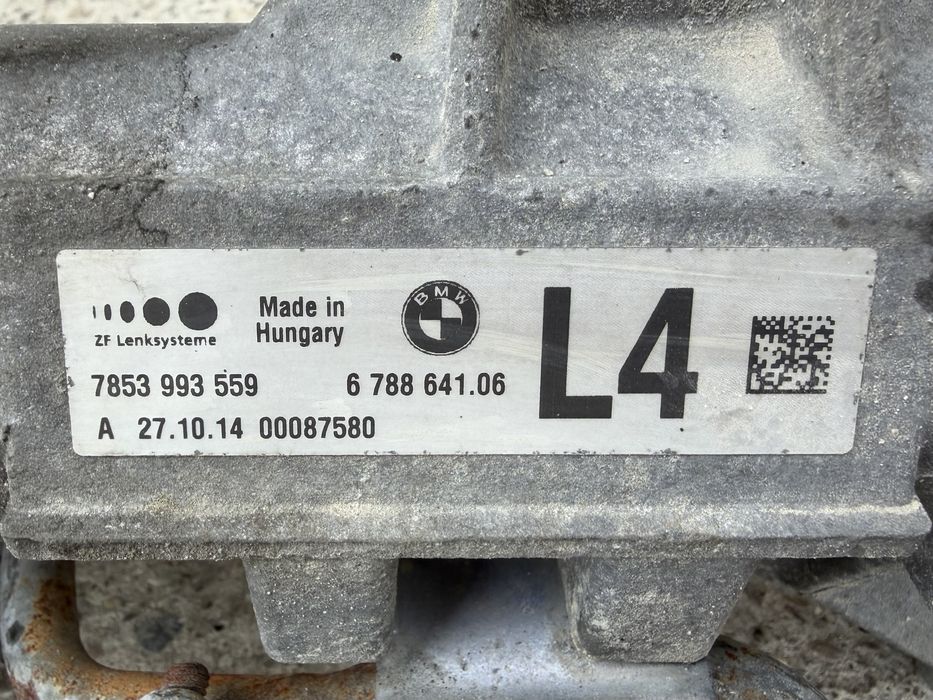 ZF Lenksysteme
Made in
Hungary
BMW
L4
7853 993 559
6 788 641.06
A 27.10.14 00087580